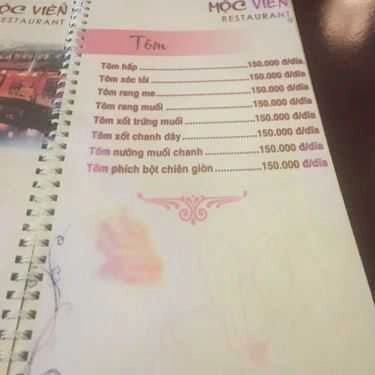 MỘC VIÊN
RESTAURANT
MỘC VIÊN
RESTAURANT
Tôm
Tôm hấp ........150.000 đ/dĩa
Tôm xóc tỏi ........150.000 đ/dĩa
Tôm rang me ........150.000 đ/dĩa
Tôm rang muối ........150.000 đ/dĩa
Tôm xốt trứng muối ........150.000 đ/dĩa
Tôm xốt chanh dây ........150.000 đ/dĩa
Tôm nướng muối chanh ........150.000 đ/dĩa
Tôm phích bột chiên giòn ........150.000 đ/dĩa